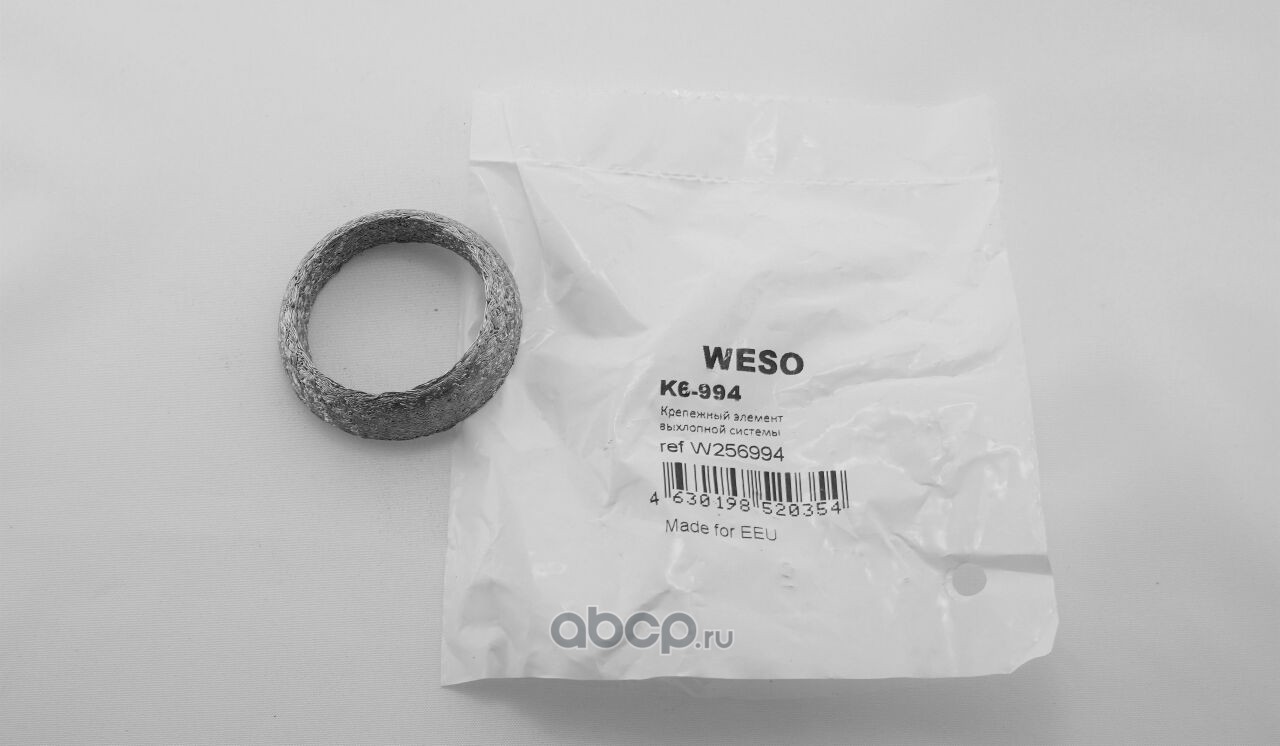 WESO
K6-994
Крепежный элемент
выхлопной системы
ref W256994
4 630198 520354
Made for EEU
abcp.ru